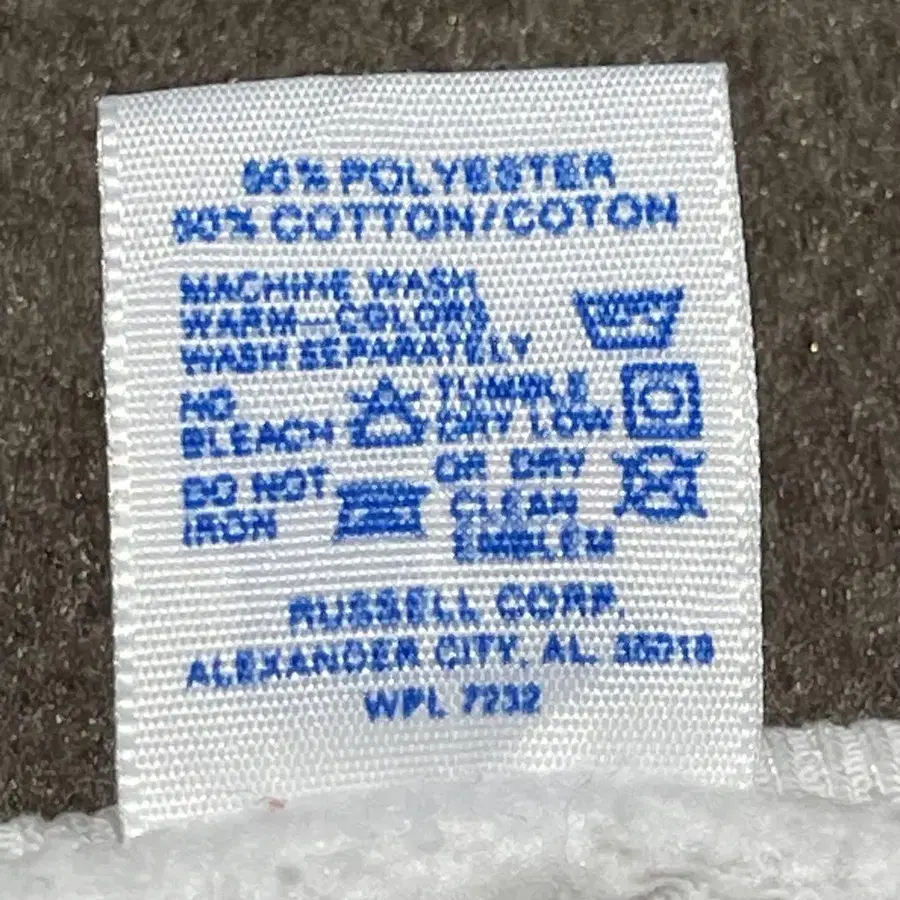 50% POLYESTER
50% COTTON/COTON
MACHINE WASH
WARM—COLORS
WASH SEPARATELY
NO
BLEACH
TUMBLE
DRY LOW
DO NOT
IRON
OR DRY
CLEAN
EMBLEM
RUSSELL CORP.
ALEXANDER CITY, AL. 35010
WPL 7232